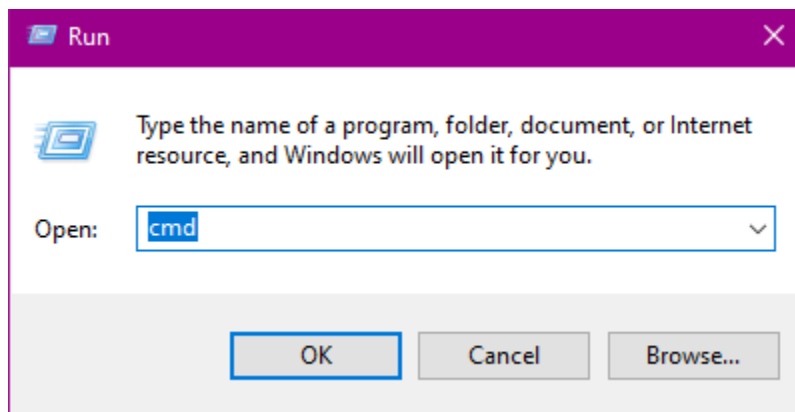 Run
Type the name of a program, folder, document, or Internet
resource, and Windows will open it for you.
Open: cmd
OK Cancel Browse...